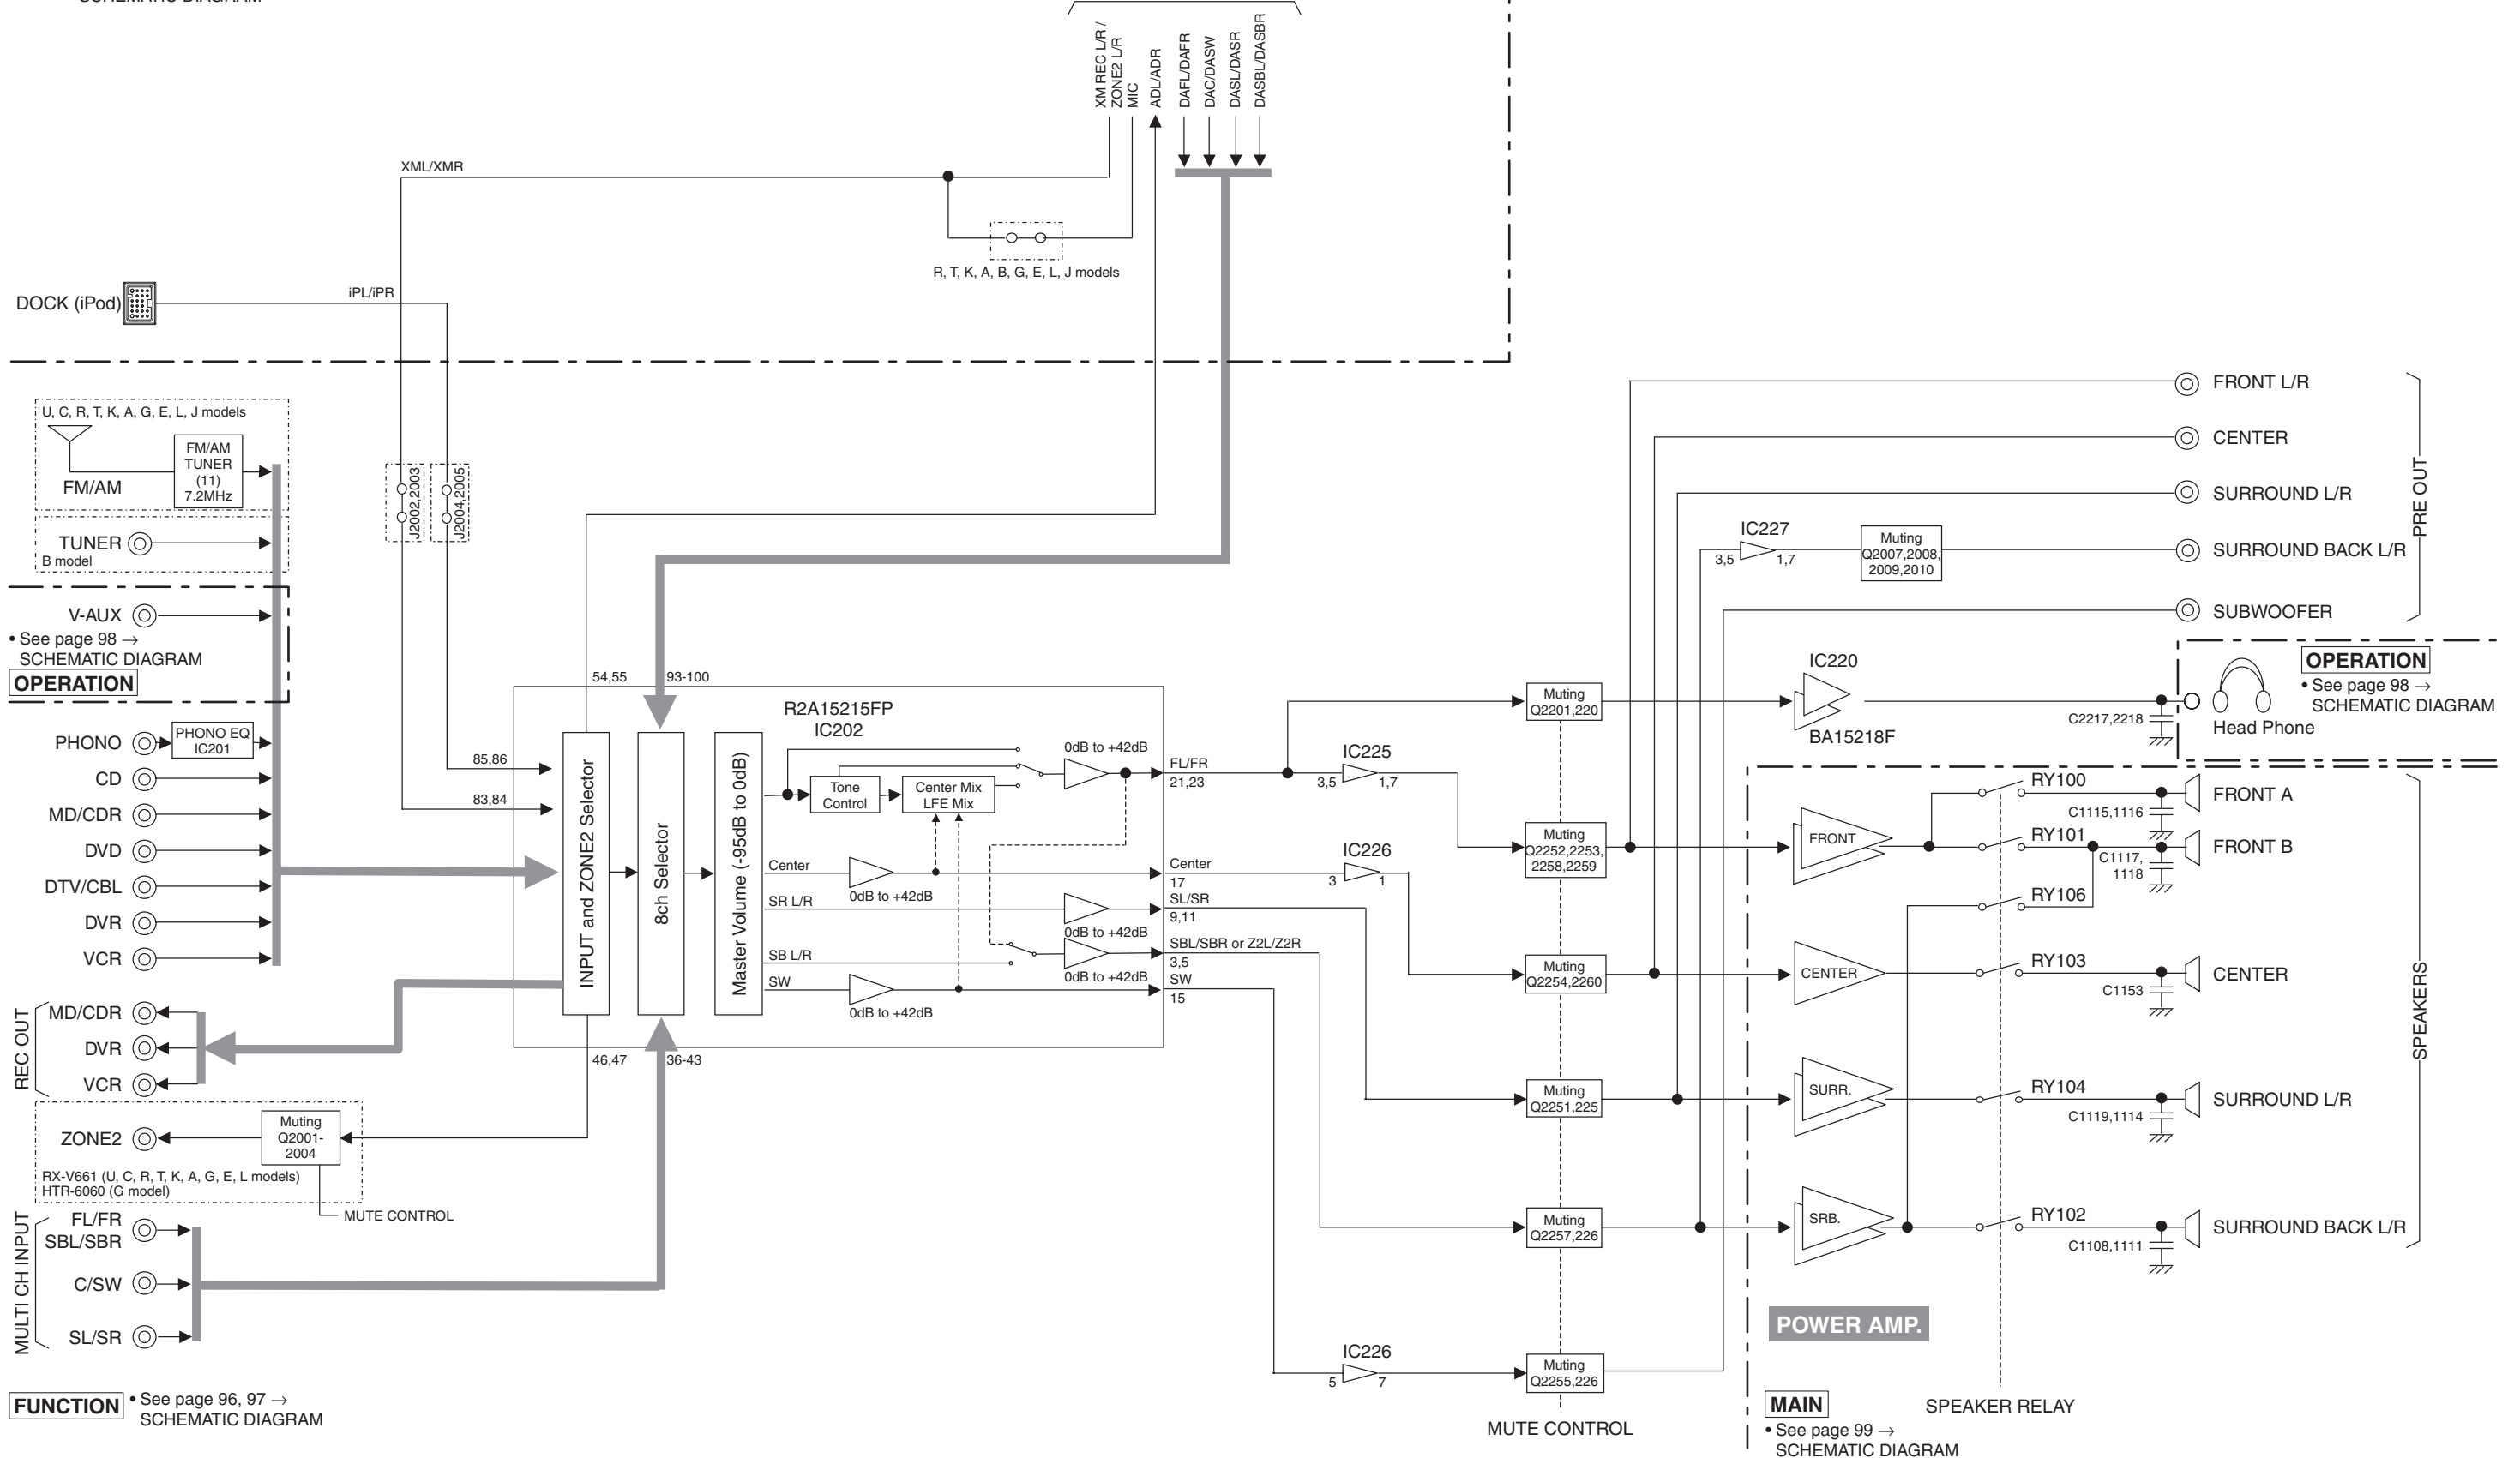 SCHEMATIC DIAGRAM
XM REC L/R /
ZONE2 L/R
MIC
ADL/ADR
DAFL/DAFR
DAC/DASW
DASL/DASR
DASBL/DASBR
XML/XMR
R, T, K, A, B, G, E, L, J models
DOCK (iPod)
iPL/iPR
U, C, R, T, K, A, G, E, L, J models
FM/AM
TUNER
(11)
7.2MHz
FM/AM
TUNER
B model
J2002,2003
J2004,2005
V-AUX
• See page 98 →
SCHEMATIC DIAGRAM
OPERATION
PHONO
PHONO EQ
IC201
CD
MD/CDR
DVD
DTV/CBL
DVR
VCR
REC OUT
MD/CDR
DVR
VCR
ZONE2
Muting
Q2001-
2004
RX-V661 (U, C, R, T, K, A, G, E, L models)
HTR-6060 (G model)
MUTE CONTROL
MULTI CH INPUT
FL/FR
SBL/SBR
C/SW
SL/SR
FUNCTION
• See page 96, 97 →
SCHEMATIC DIAGRAM
54,55
93-100
85,86
83,84
46,47
36-43
R2A15215FP
IC202
INPUT and ZONE2 Selector
8ch Selector
Master Volume (-95dB to 0dB)
Tone
Control
Center Mix
LFE Mix
0dB to +42dB
Center
0dB to +42dB
SR L/R
0dB to +42dB
SB L/R
0dB to +42dB
SW
0dB to +42dB
FL/FR
21,23
Center
17
SL/SR
9,11
SBL/SBR or Z2L/Z2R
3,5
SW
15
IC225
3,5
1,7
IC226
3
1
IC226
5
7
Muting
Q2201,220
Muting
Q2252,2253,
2258,2259
Muting
Q2254,2260
Muting
Q2251,225
Muting
Q2257,226
Muting
Q2255,226
MUTE CONTROL
IC227
3,5
1,7
Muting
Q2007,2008,
2009,2010
FRONT L/R
CENTER
SURROUND L/R
SURROUND BACK L/R
SUBWOOFER
PRE OUT
IC220
BA15218F
C2217,2218
Head Phone
OPERATION
• See page 98 →
SCHEMATIC DIAGRAM
FRONT
CENTER
SURR.
SRB.
RY100
C1115,1116
FRONT A
RY101
C1117,
1118
FRONT B
RY106
RY103
C1153
CENTER
RY104
C1119,1114
SURROUND L/R
RY102
C1108,1111
SURROUND BACK L/R
SPEAKERS
POWER AMP.
MAIN
• See page 99 →
SCHEMATIC DIAGRAM
SPEAKER RELAY